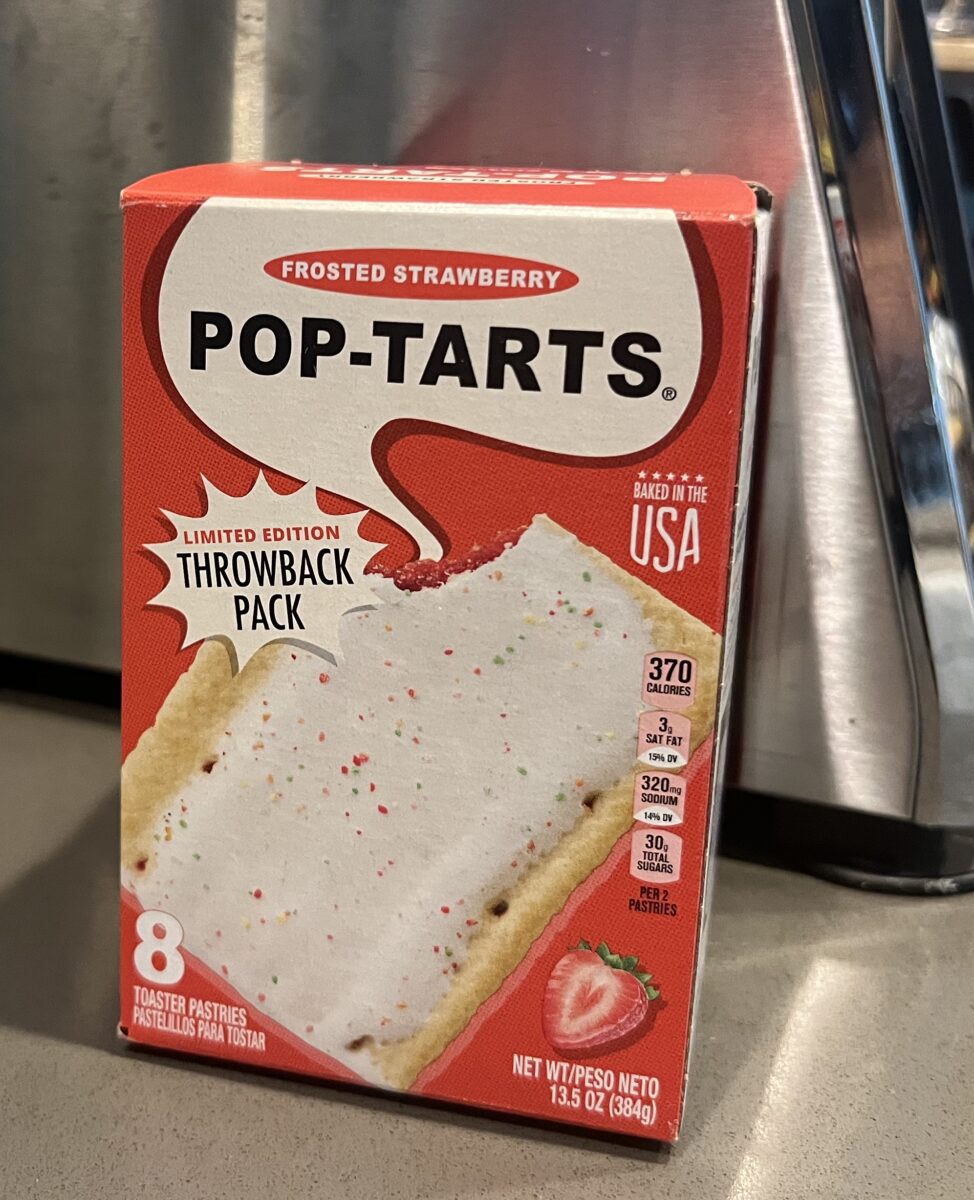 FROSTED STRAWBERRY
POP-TARTS®
BAKED IN THE
USA
LIMITED EDITION
THROWBACK
PACK
370
CALORIES
3g
SAT FAT
15% DV
320mg
SODIUM
14% DV
30g
TOTAL
SUGARS
PER 2
PASTRIES
8
TOASTER PASTRIES
PASTELILLOS PARA TOSTAR
NET WT/PESO NETO
13.5 OZ (384g)